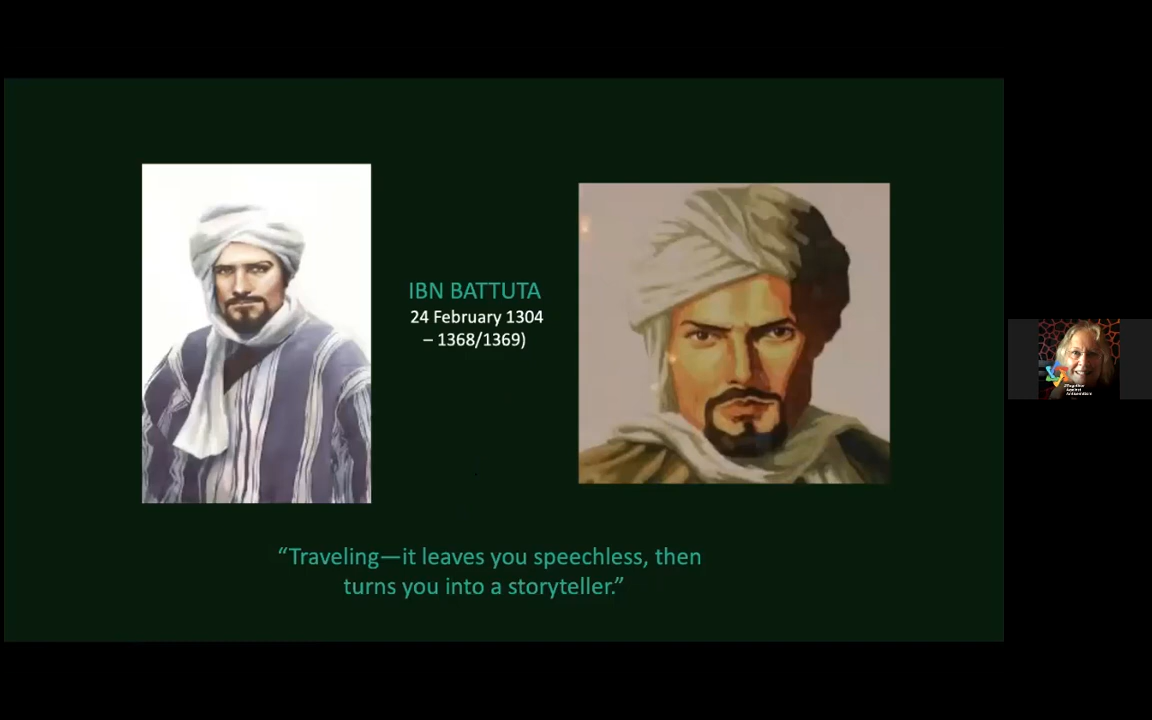 IBN BATTUTA
24 February 1304
– 1368/1369)
“Traveling—it leaves you speechless, then
turns you into a storyteller.”